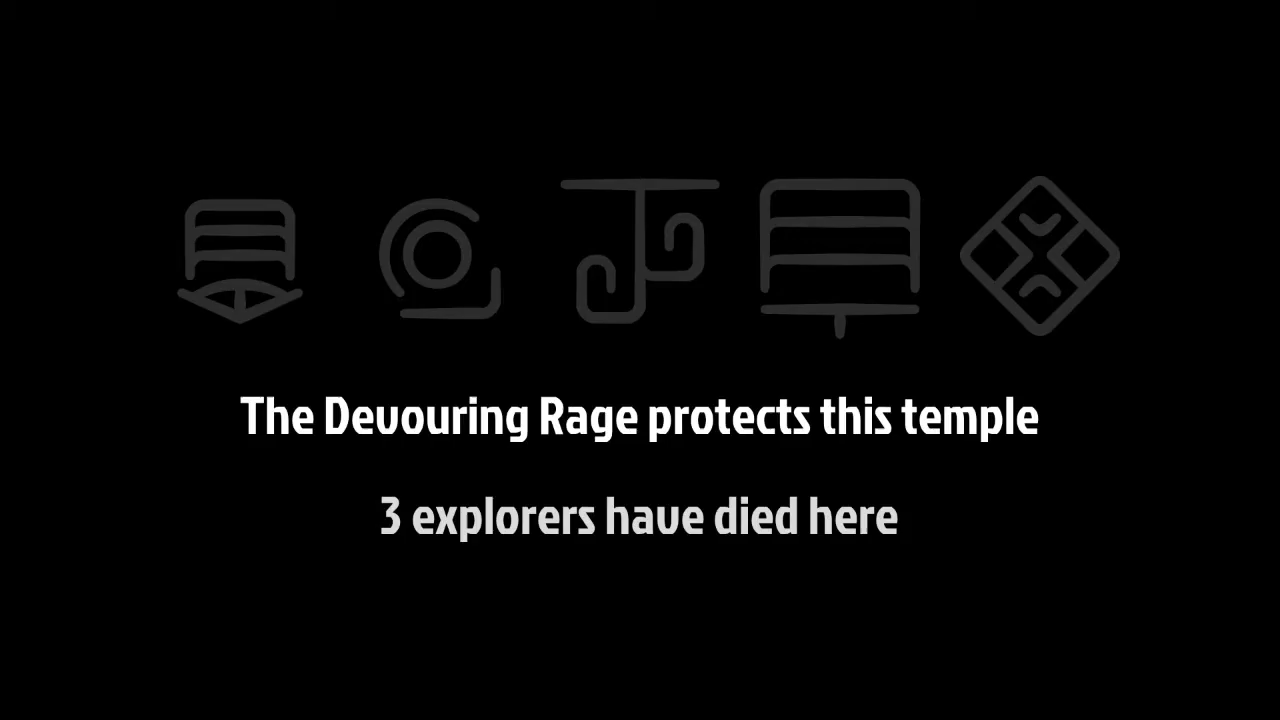 The Devouring Rage protects this temple
3 explorers have died here